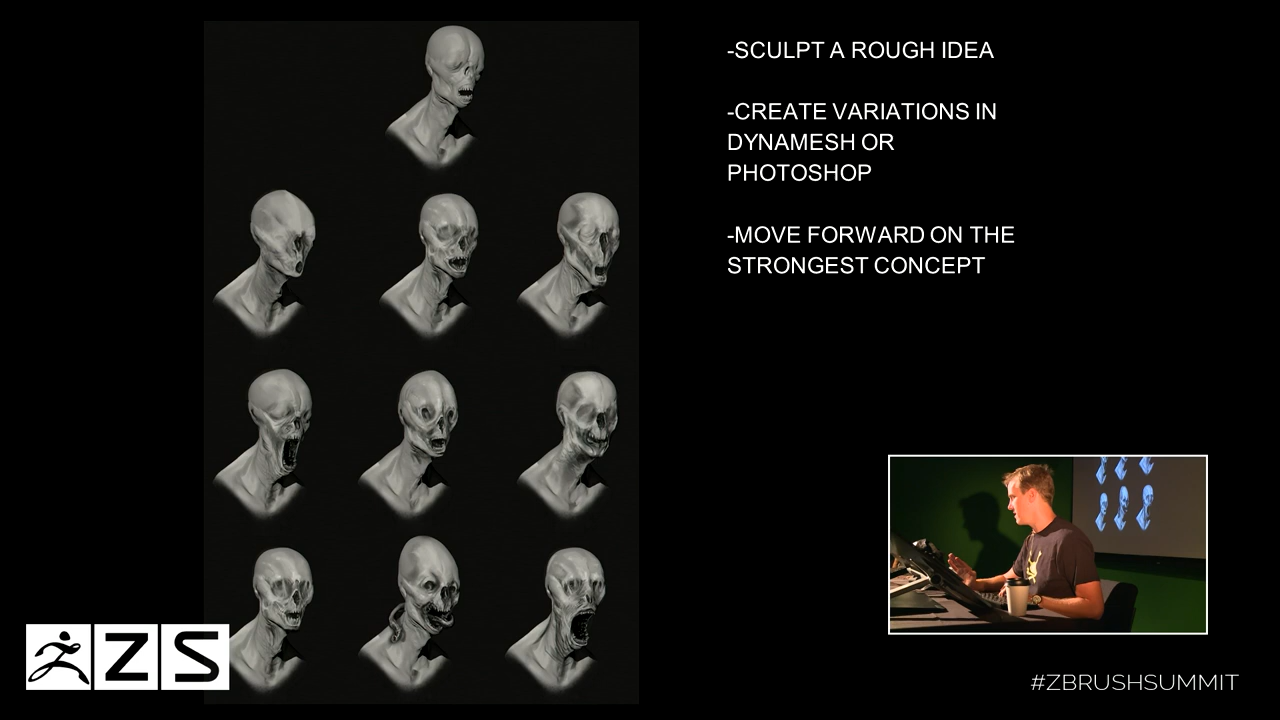 -SCULPT A ROUGH IDEA
-CREATE VARIATIONS IN
DYNAMESH OR
PHOTOSHOP
-MOVE FORWARD ON THE
STRONGEST CONCEPT
ZS
#ZBRUSHSUMMIT